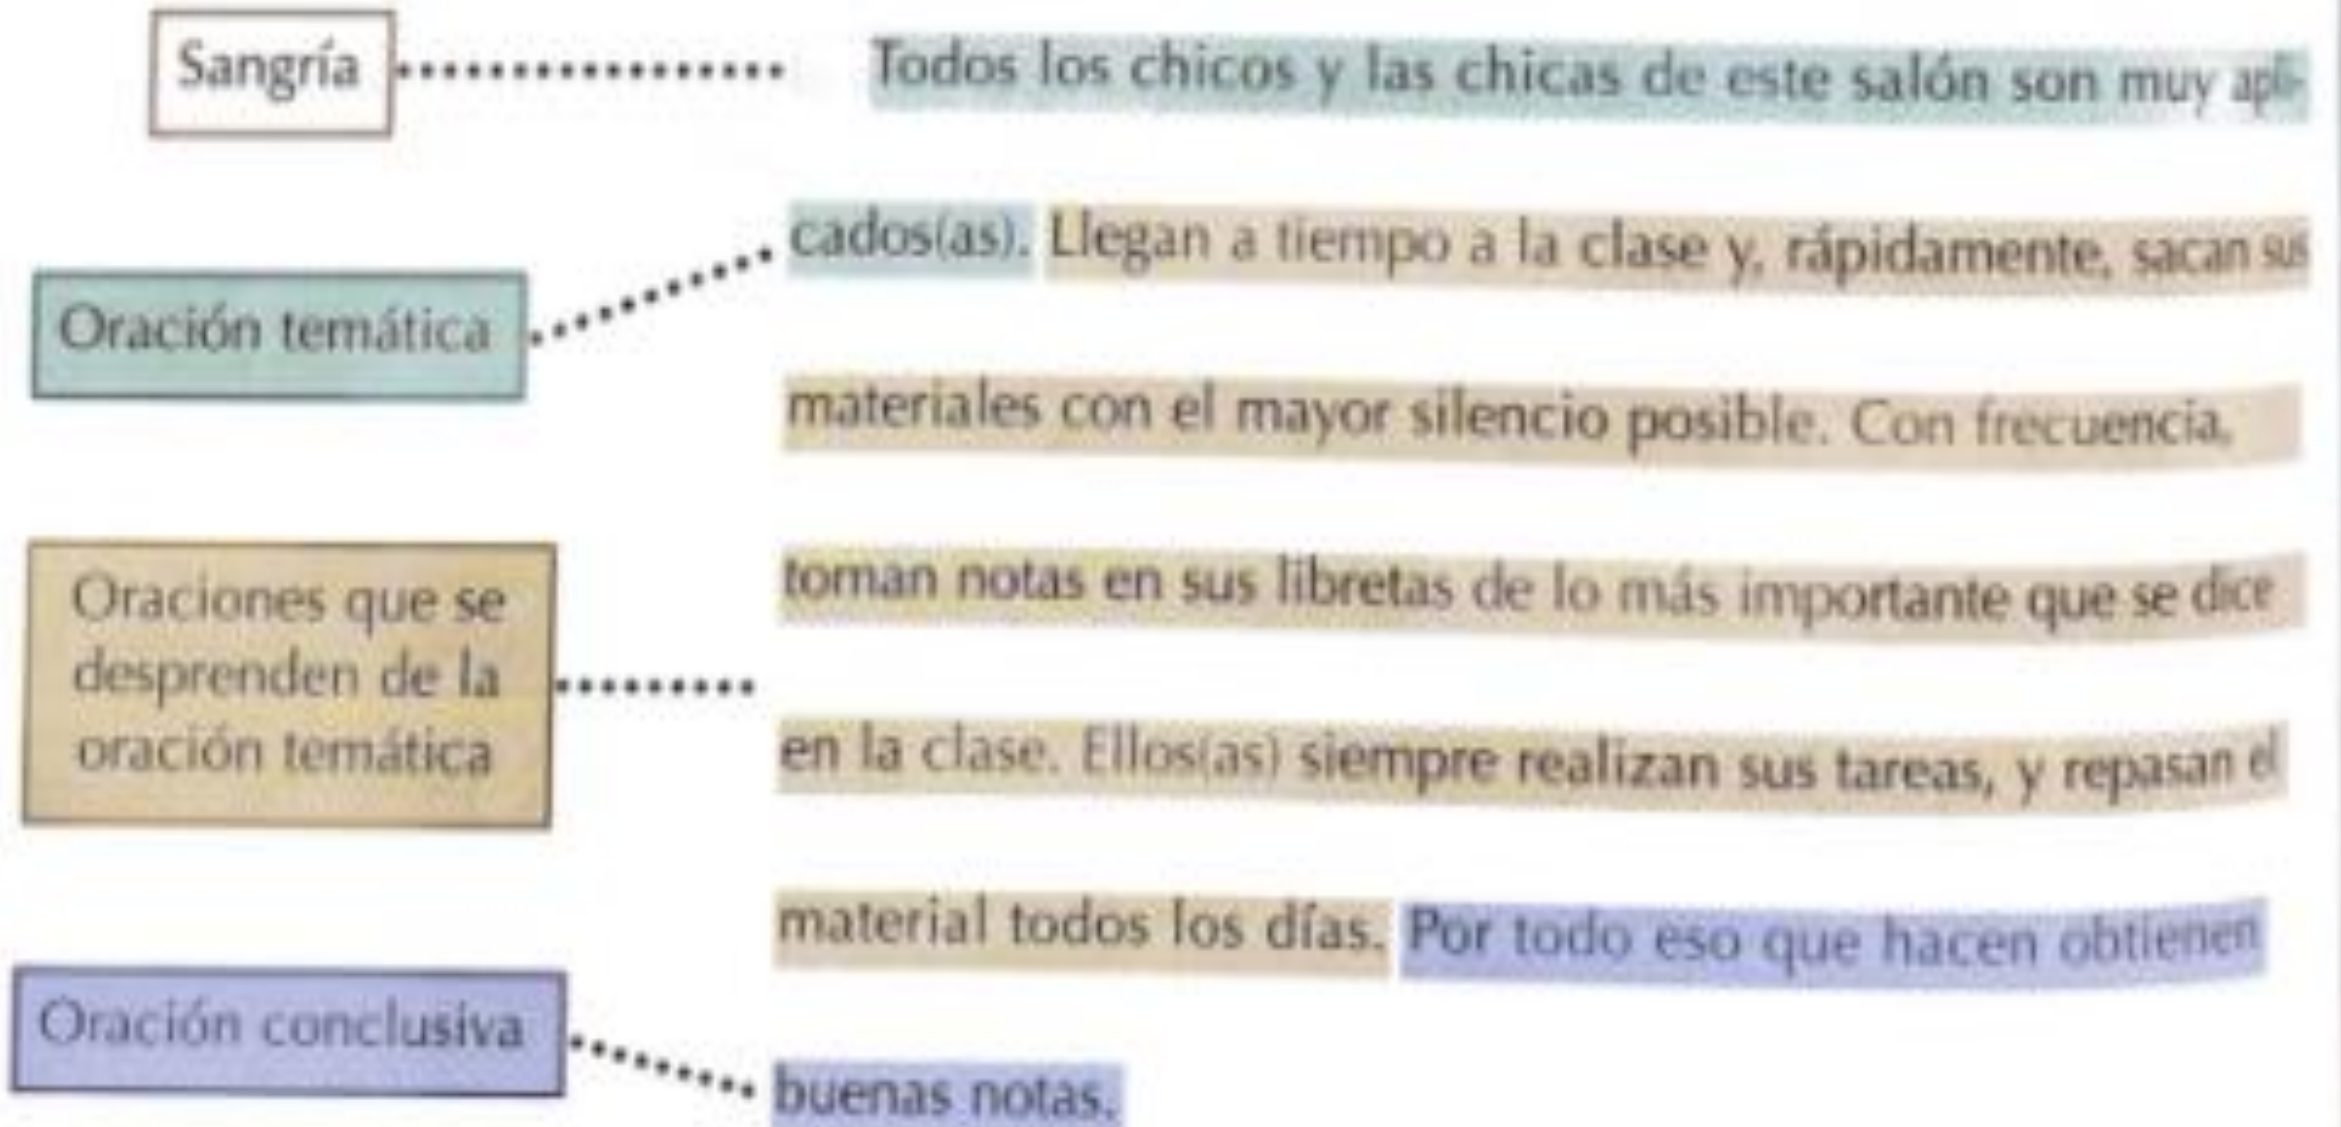 Sangría
Todos los chicos y las chicas de este salón son muy apli-
cados(as). Llegan a tiempo a la clase y, rápidamente, sacan sus
Oración temática
materiales con el mayor silencio posible. Con frecuencia,
toman notas en sus libretas de lo más importante que se dice
Oraciones que se
desprenden de la
oración temática
en la clase. Ellos(as) siempre realizan sus tareas, y repasan el
material todos los días. Por todo eso que hacen obtienen
Oración conclusiva
buenas notas.